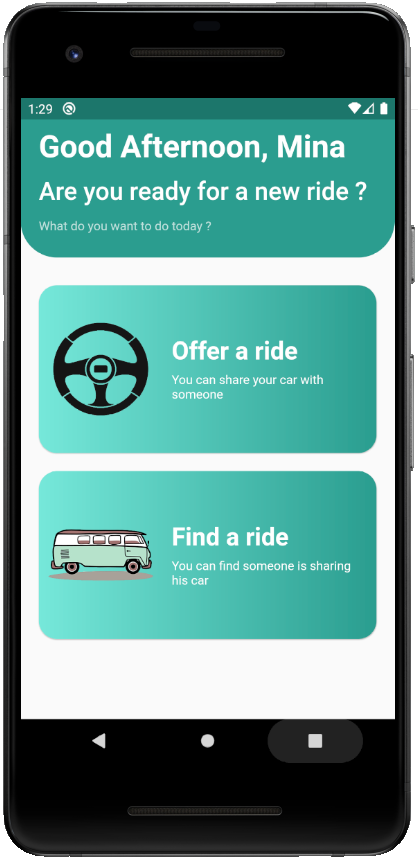 1:29
Good Afternoon, Mina
Are you ready for a new ride ?
What do you want to do today ?
Offer a ride
You can share your car with
someone
Find a ride
You can find someone is sharing
his car